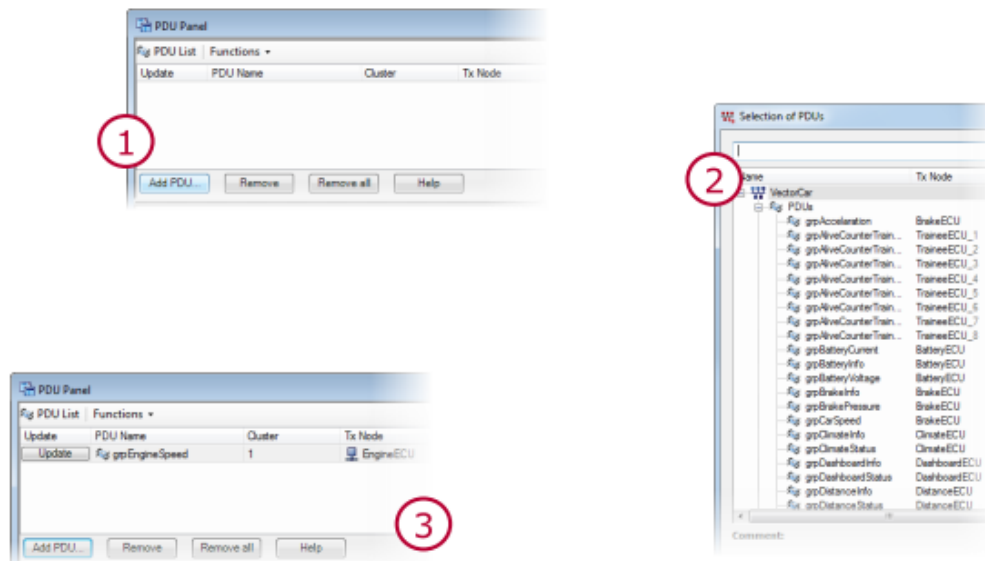 PDU Panel
PDU List Functions
Update PDU Name Cluster Tx Node
1
Add PDU... Remove Remove all Help
Selection of PDUs
2
Name Tx Node
VectorCar
PDUs
grpAccelaration BrakeECU
grpAliveCounterTrain... TraineeECU_1
grpAliveCounterTrain... TraineeECU_2
grpAliveCounterTrain... TraineeECU_3
grpAliveCounterTrain... TraineeECU_4
grpAliveCounterTrain... TraineeECU_5
grpAliveCounterTrain... TraineeECU_6
grpAliveCounterTrain... TraineeECU_7
grpAliveCounterTrain... TraineeECU_8
grpBatteryCurrent BatteryECU
grpBatteryInfo BatteryECU
grpBatteryVoltage BatteryECU
grpBrakeInfo BrakeECU
grpBrakePressure BrakeECU
grpCarSpeed BrakeECU
grpClimateInfo ClimateECU
grpClimateStatus ClimateECU
grpDashboardInfo DashboardECU
grpDashboardStatus DashboardECU
grpDistanceInfo DistanceECU
grpDistanceStatus DistanceECU
Comment:
PDU Panel
PDU List Functions
Update PDU Name Cluster Tx Node
Update grpEngineSpeed 1 EngineECU
3
Add PDU... Remove Remove all Help